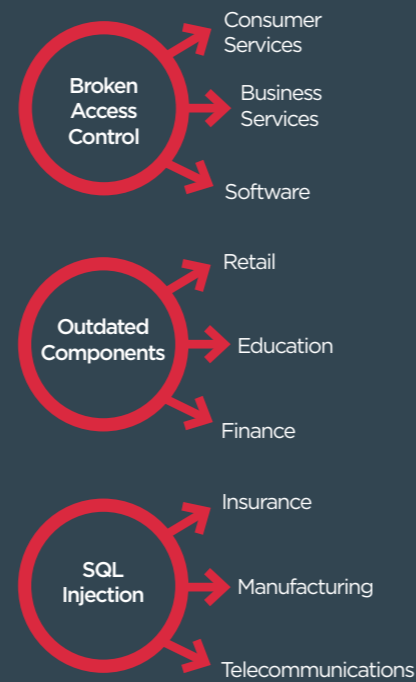 Broken
Access
Control
Consumer
Services
Business
Services
Software
Outdated
Components
Retail
Education
Finance
SQL
Injection
Insurance
Manufacturing
Telecommunications